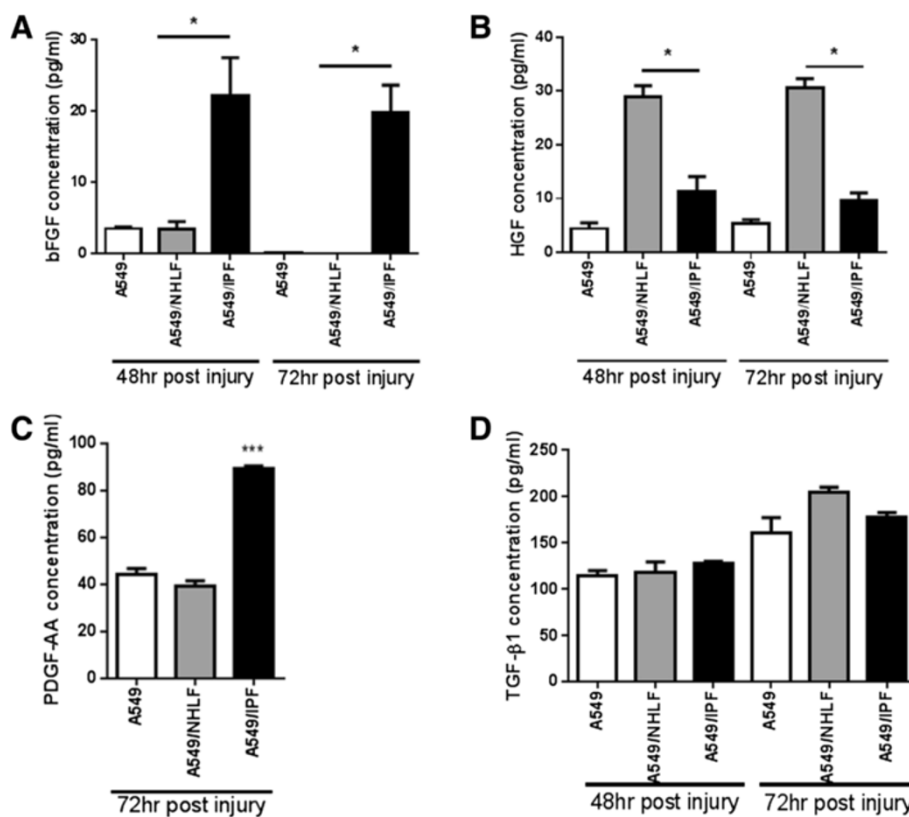 A
bFGF concentration (pg/ml)
30
20
10
0
*
*
A549
A549/NHLF
A549/IPF
A549
A549/NHLF
A549/IPF
48hr post injury
72hr post injury
B
HGF concentration (pg/ml)
40
30
20
10
0
*
*
A549
A549/NHLF
A549/IPF
A549
A549/NHLF
A549/IPF
48hr post injury
72hr post injury
C
PDGF-AA concentration (pg/ml)
100
80
60
40
20
0
***
A549
A549/NHLF
A549/IPF
72hr post injury
D
TGF-β1 concentration (pg/ml)
250
200
150
100
50
0
A549
A549/NHLF
A549/IPF
A549
A549/NHLF
A549/IPF
48hr post injury
72hr post injury